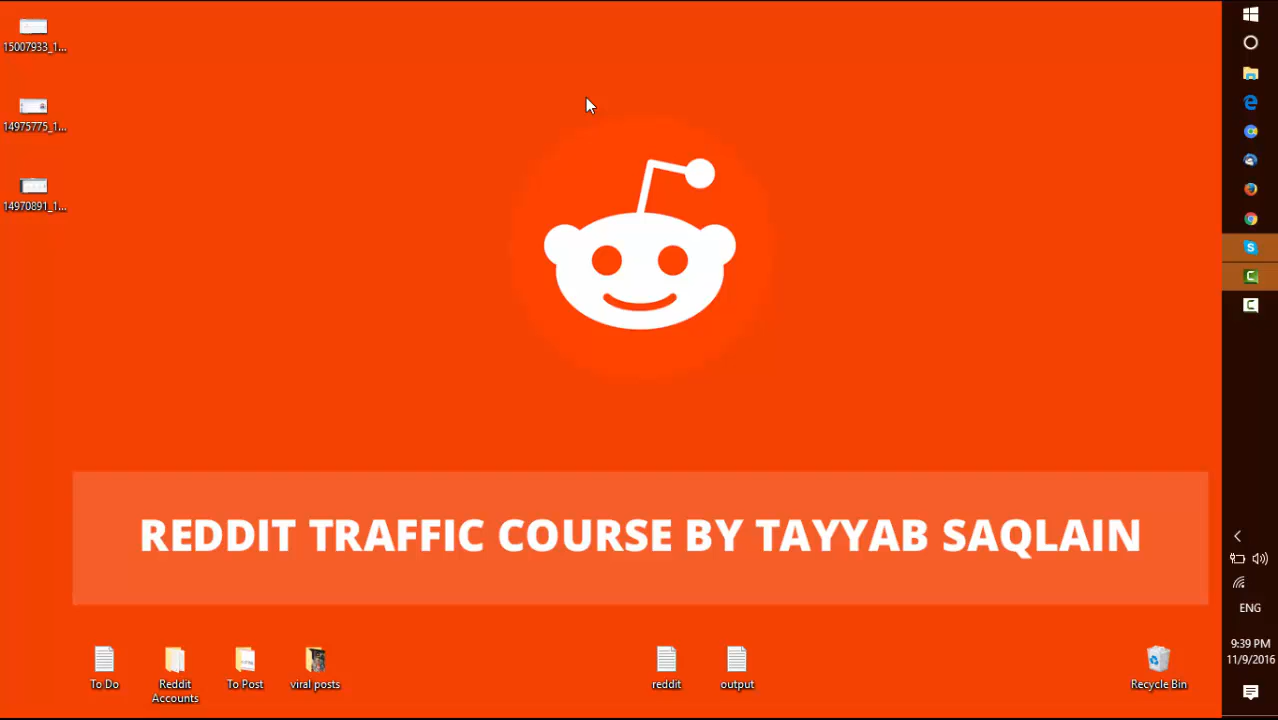 15007933_1...
14975775_1...
14970891_1...
REDDIT TRAFFIC COURSE BY TAYYAB SAQLAIN
To Do
Reddit
Accounts
To Post
viral posts
reddit
output
Recycle Bin
S
C
C
ENG
9:39 PM
11/9/2016